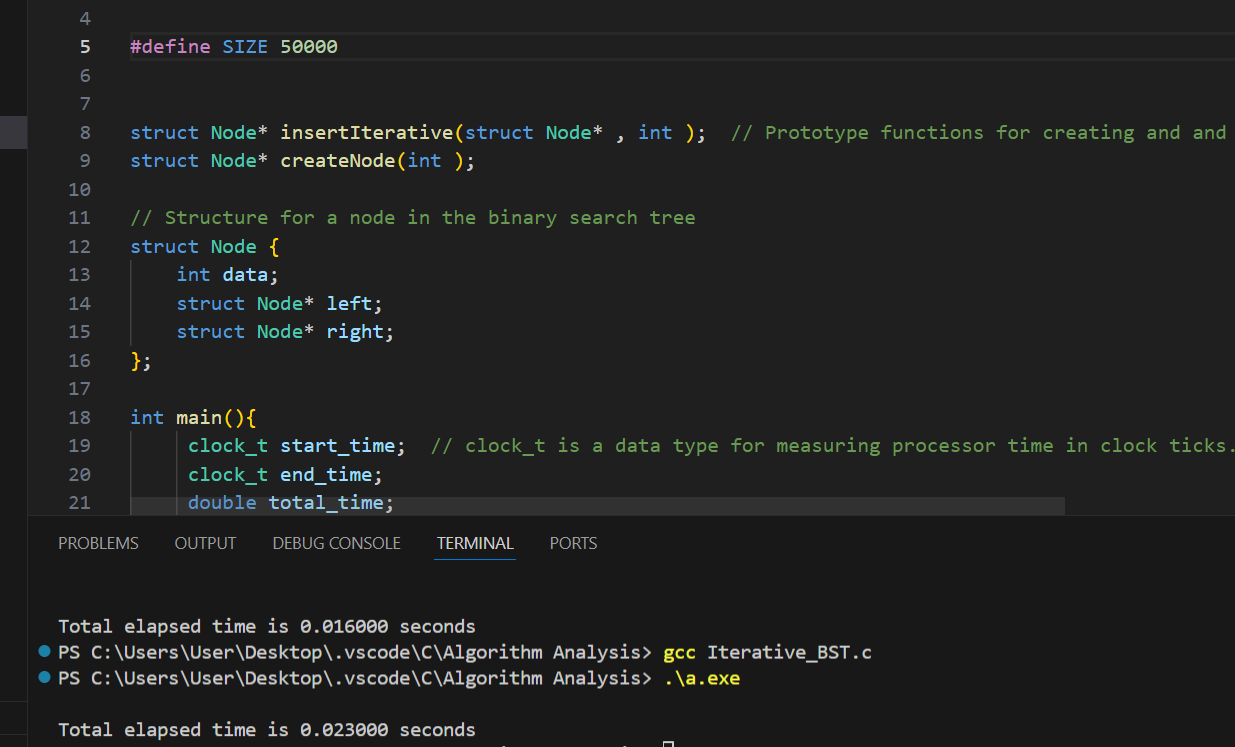 4
5 #define SIZE 50000
6
7
8 struct Node* insertIterative(struct Node* , int ); // Prototype functions for creating and and
9 struct Node* createNode(int );
10
11 // Structure for a node in the binary search tree
12 struct Node {
13 int data;
14 struct Node* left;
15 struct Node* right;
16 };
17
18 int main(){
19 clock_t start_time; // clock_t is a data type for measuring processor time in clock ticks.
20 clock_t end_time;
21 double total_time;
PROBLEMS OUTPUT DEBUG CONSOLE TERMINAL PORTS
Total elapsed time is 0.016000 seconds
PS C:\Users\User\Desktop\.vscode\C\Algorithm Analysis> gcc Iterative_BST.c
PS C:\Users\User\Desktop\.vscode\C\Algorithm Analysis> .\a.exe
Total elapsed time is 0.023000 seconds